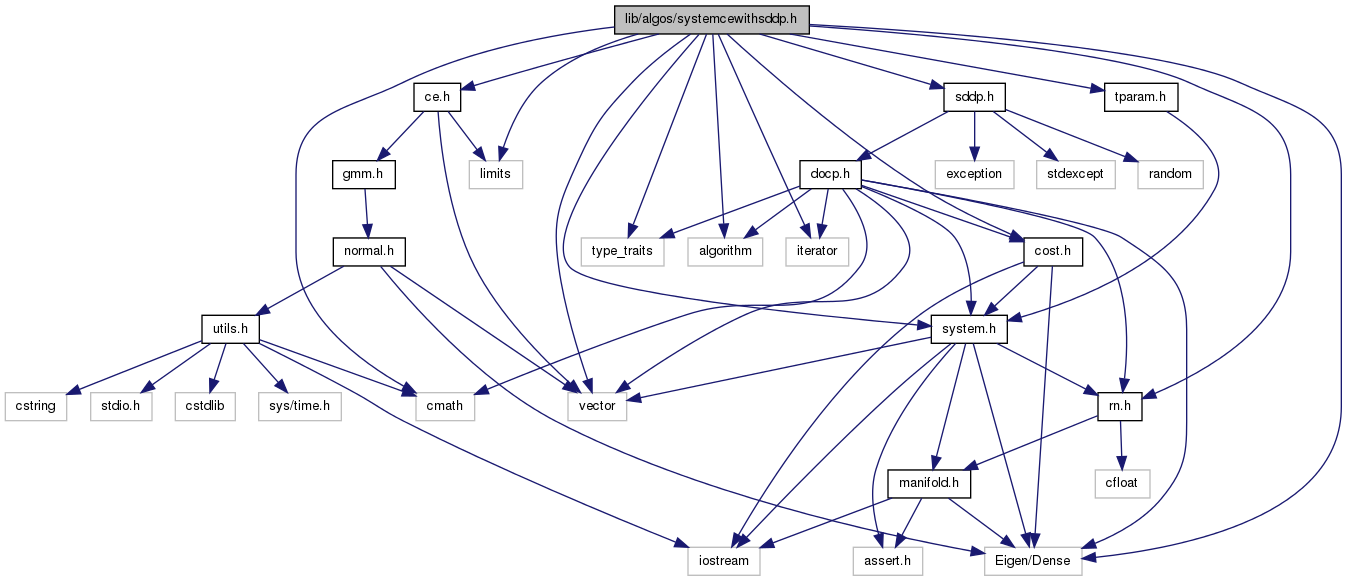 lib/algos/systemcewithsddp.h
ce.h
sddp.h
tparam.h
gmm.h
limits
docp.h
exception
stdexcept
random
normal.h
type_traits
algorithm
iterator
cost.h
utils.h
system.h
cstring
stdio.h
cstdlib
sys/time.h
cmath
vector
rn.h
manifold.h
cfloat
iostream
assert.h
Eigen/Dense